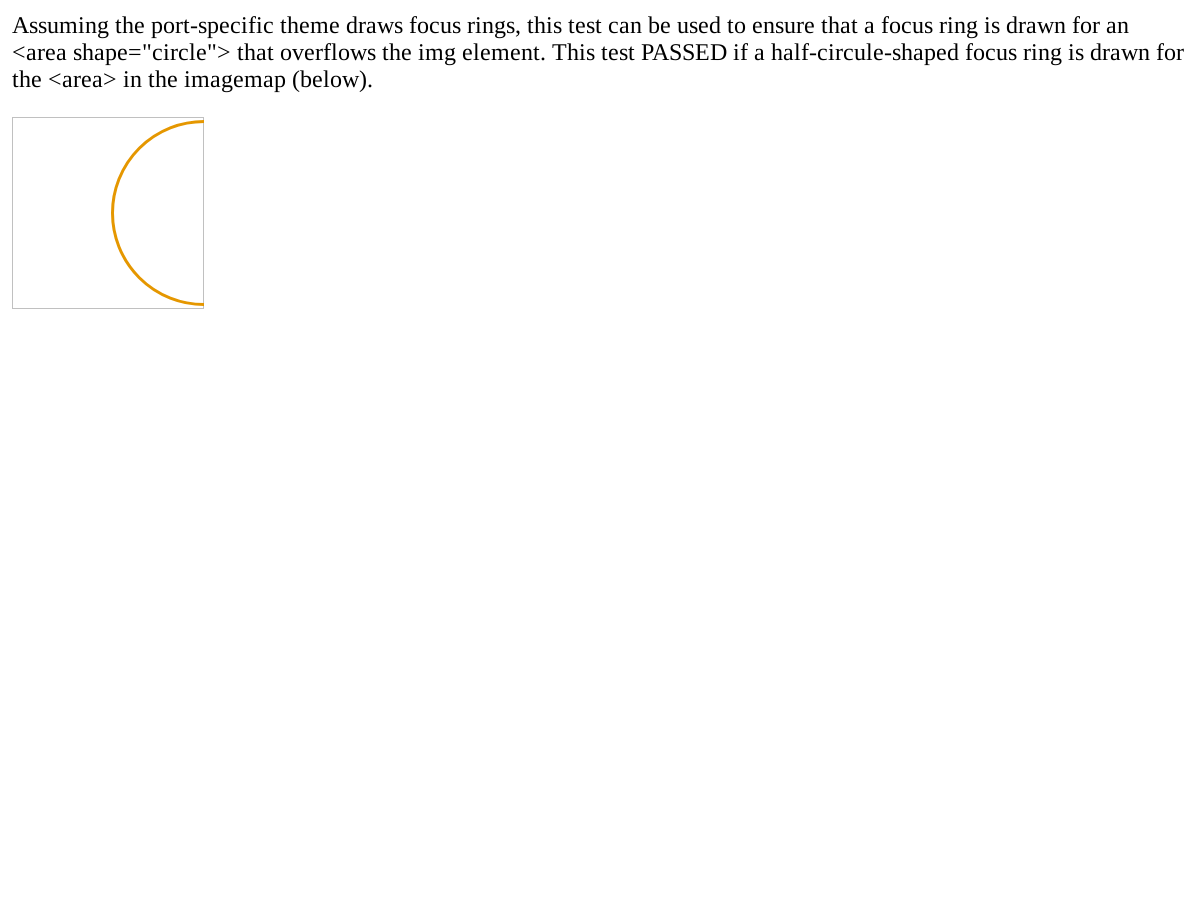 Assuming the port-specific theme draws focus rings, this test can be used to ensure that a focus ring is drawn for an
<area shape="circle"> that overflows the img element. This test PASSED if a half-circule-shaped focus ring is drawn for
the <area> in the imagemap (below).